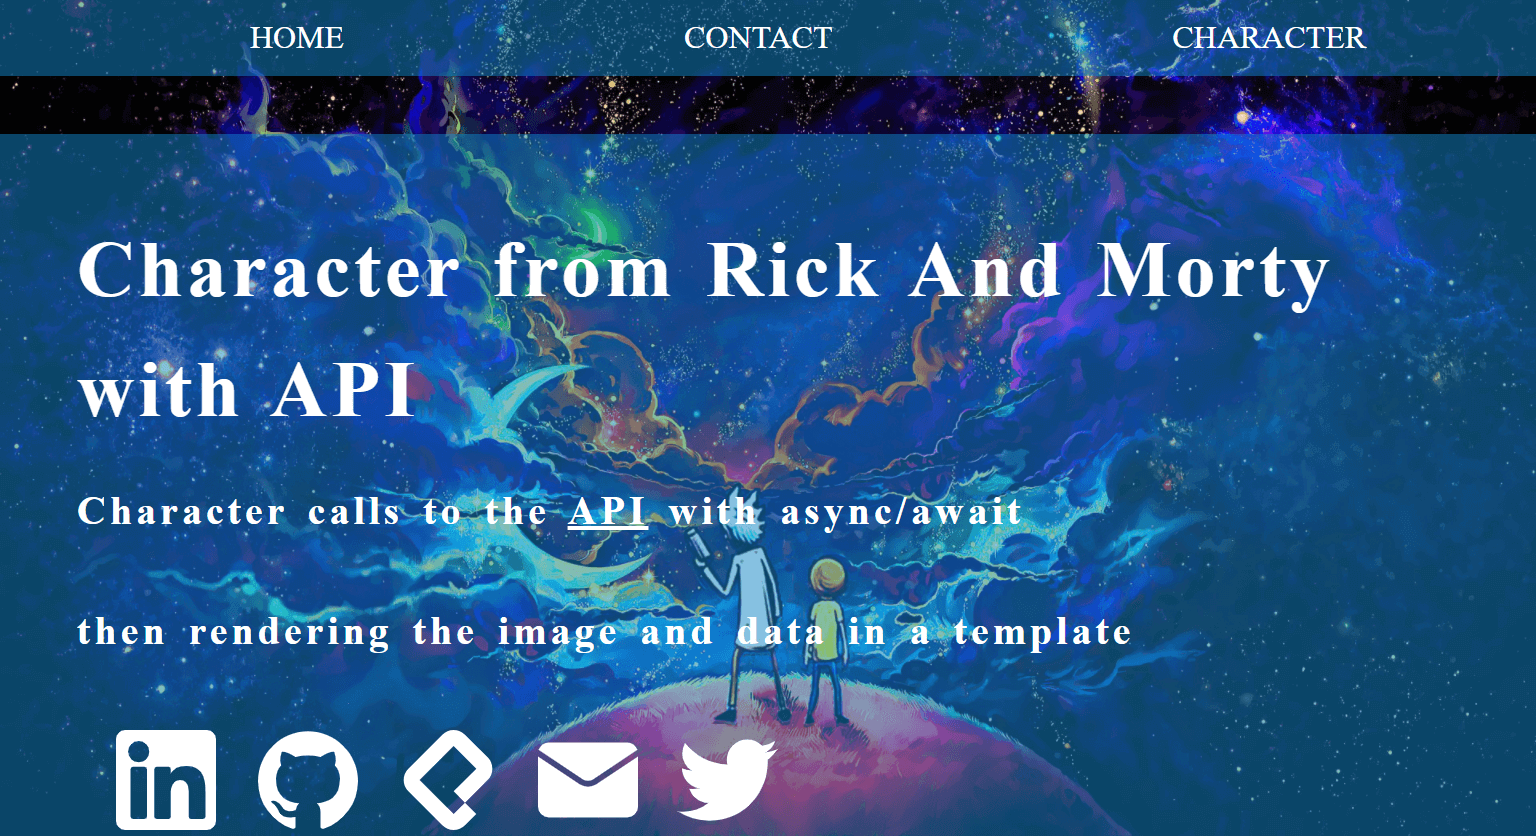 HOME CONTACT CHARACTER
Character from Rick And Morty
with API
Character calls to the API with async/await
then rendering the image and data in a template
in